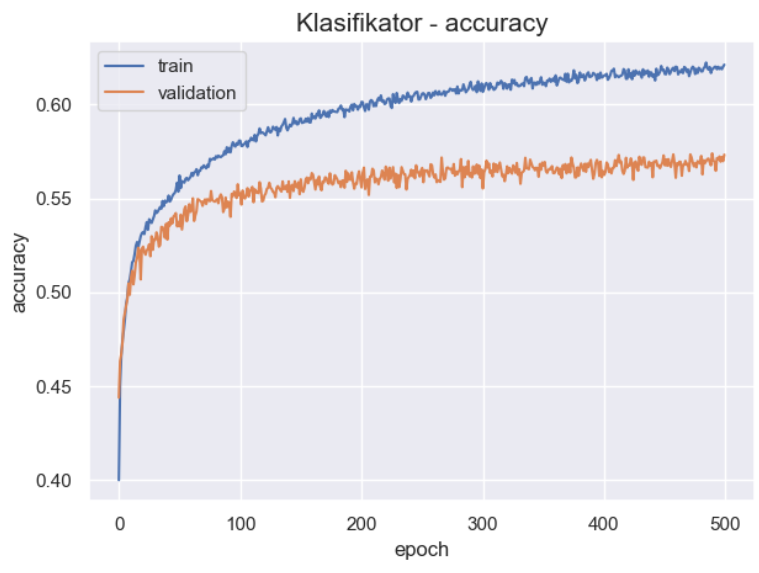 Klasifikator - accuracy
train
validation
0.60
0.55
0.50
0.45
0.40
accuracy
0 100 200 300 400 500
epoch